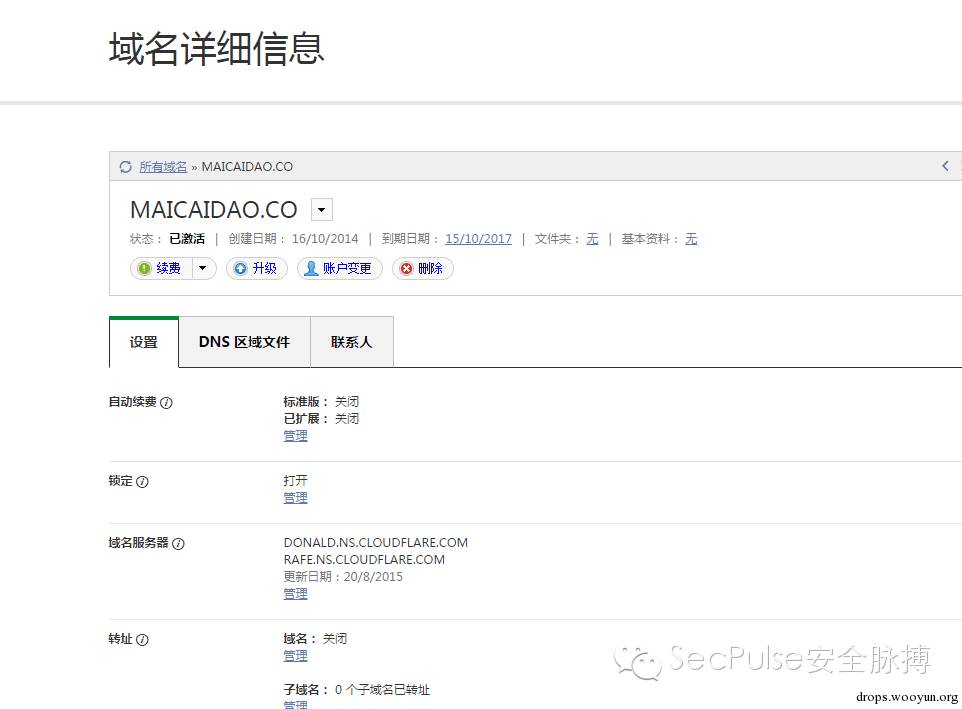 域名详细信息
所有域名 » MAICAIDAO.CO
MAICAIDAO.CO
状态： 已激活 | 创建日期： 16/10/2014 | 到期日期： 15/10/2017 | 文件夹： 无 | 基本资料： 无
续费 升级 账户变更 删除
设置 DNS 区域文件 联系人
自动续费 标准版： 关闭
已扩展： 关闭
管理
锁定 打开
管理
域名服务器 DONALD.NS.CLOUDFLARE.COM
RAFE.NS.CLOUDFLARE.COM
更新日期：20/8/2015
管理
转址 域名： 关闭
管理
SecPulse安全脉搏
子域名： 0 个子域名已转址
drops.wooyun.org
管理